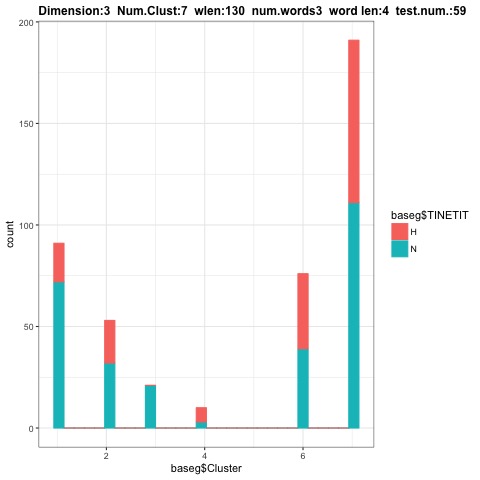 Dimension:3 Num.Clust:7 wlen:130 num.words3 word len:4 test.num.:59
200
150
100
50
0
count
2 4 6
baseg$Cluster
baseg$TINETIT
H
N